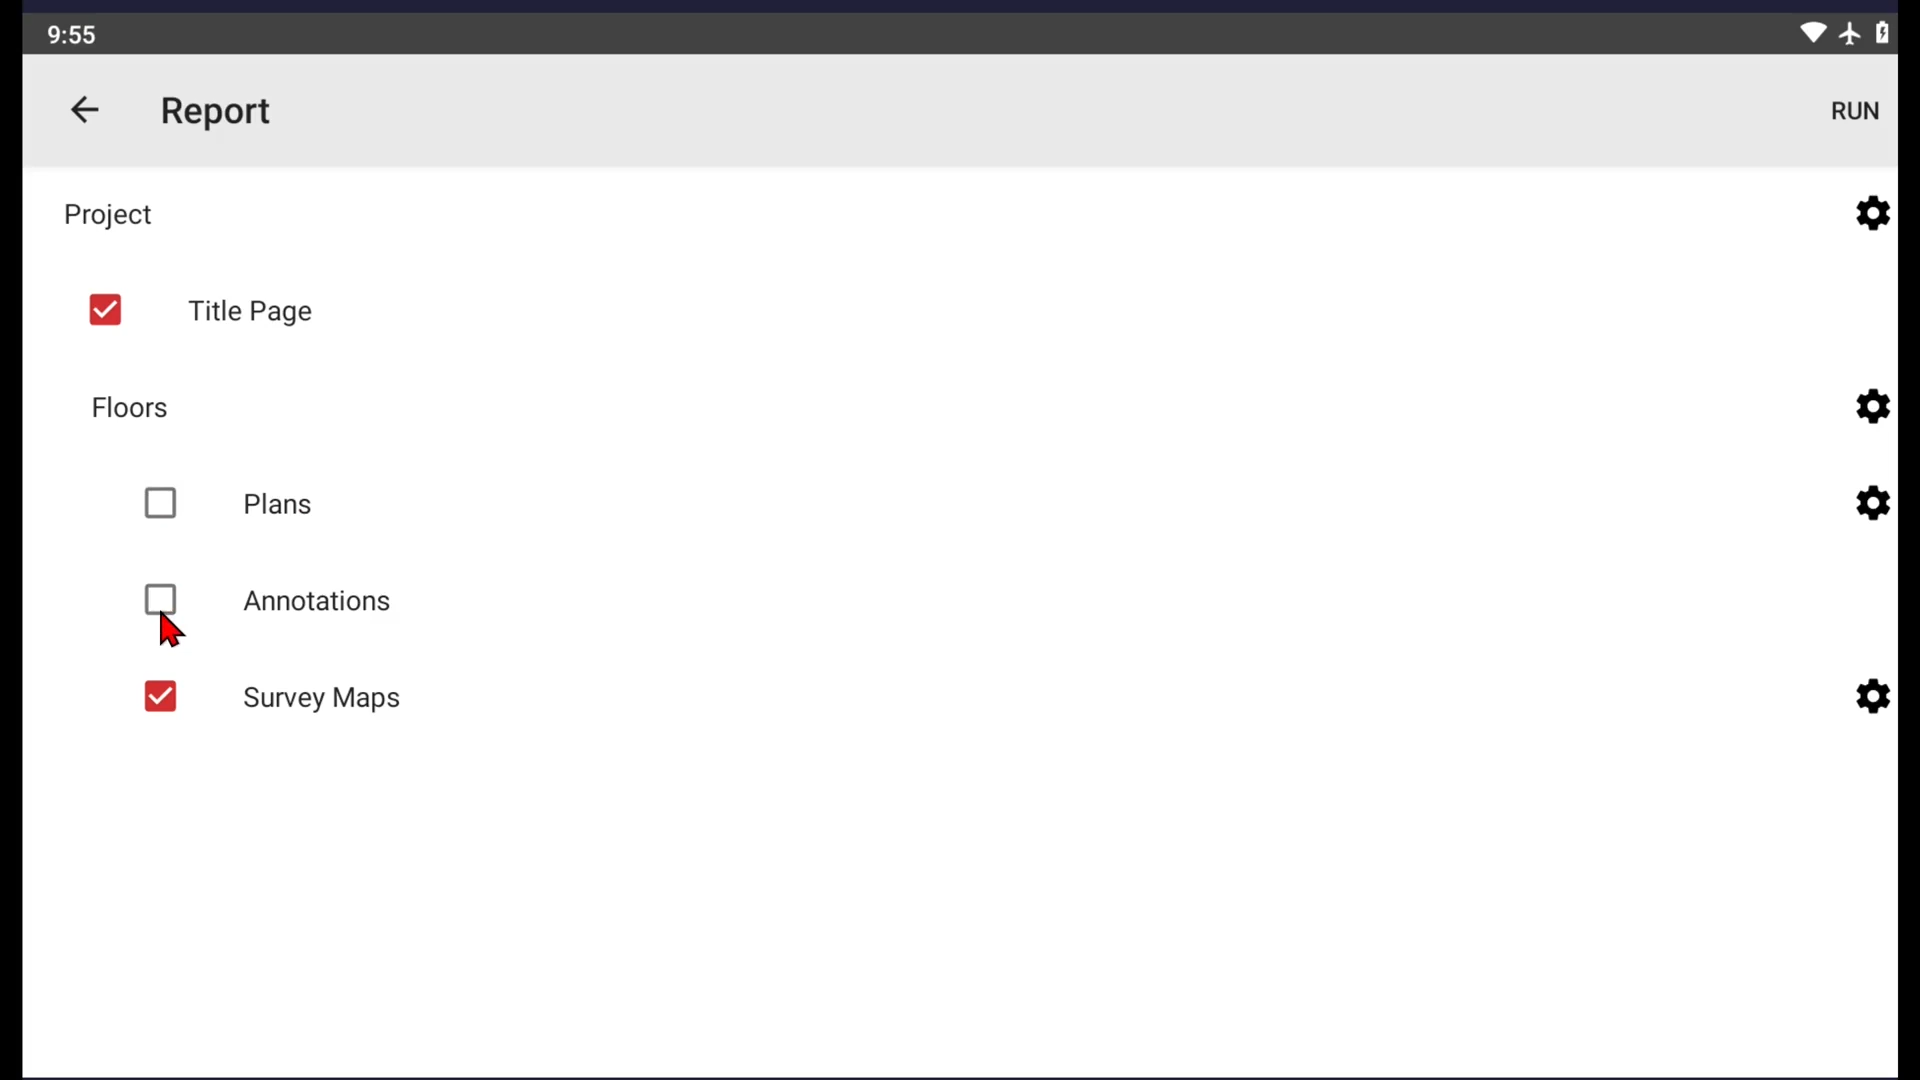 9:55
Report
RUN
Project
Title Page
Floors
Plans
Annotations
Survey Maps